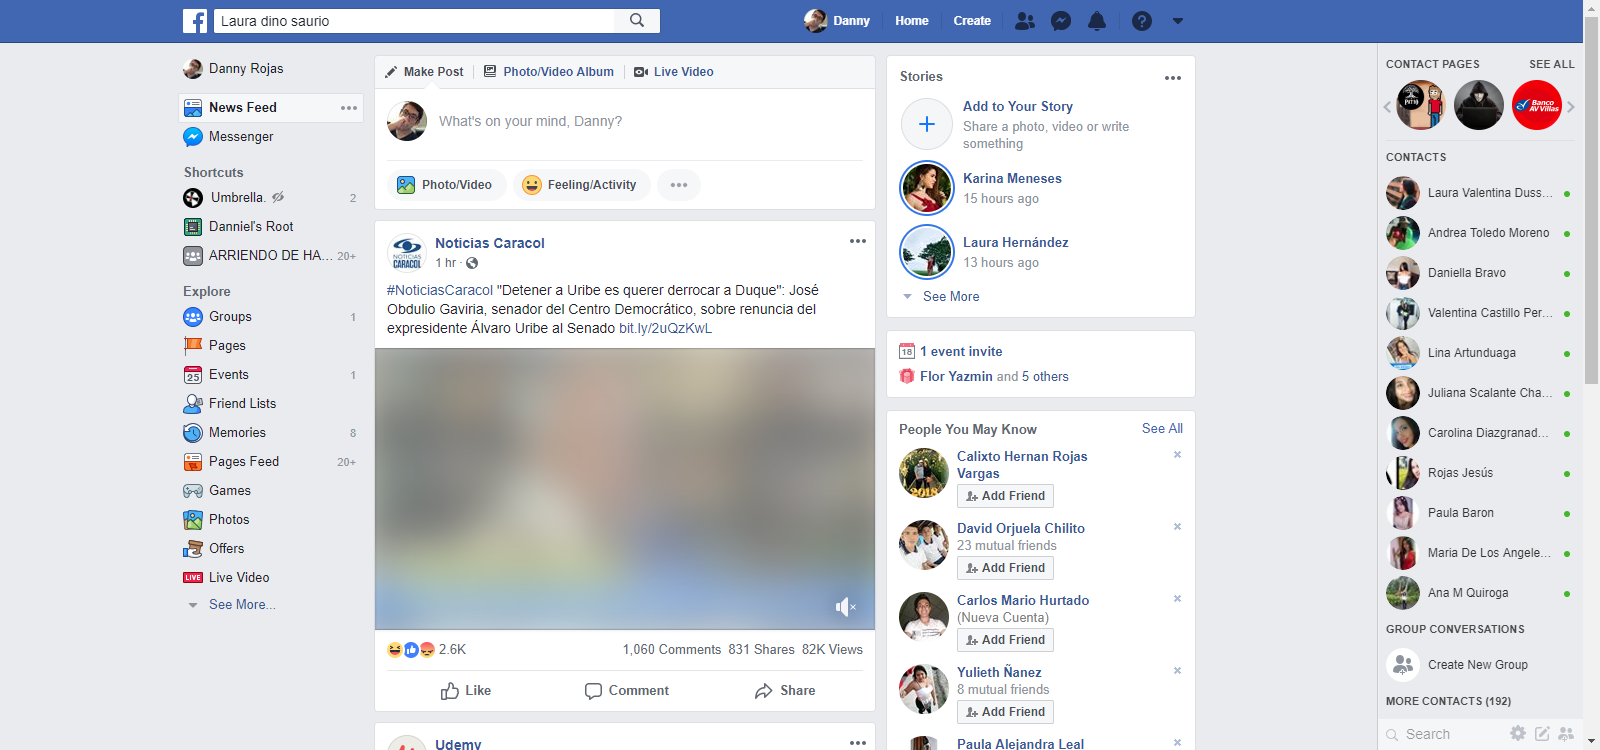 Laura dino saurio
Danny
Home
Create
Danny Rojas
News Feed
Messenger
Shortcuts
Umbrella.
2
Danniel's Root
ARRIENDO DE HA...
20+
Explore
Groups
1
Pages
Events
1
Friend Lists
Memories
8
Pages Feed
20+
Games
Photos
Offers
LIVE
Live Video
See More...
Make Post
Photo/Video Album
Live Video
What's on your mind, Danny?
Photo/Video
Feeling/Activity
NOTICIAS
CARACOL
Noticias Caracol
1 hr ·
#NoticiasCaracol "Detener a Uribe es querer derrocar a Duque": José
Obdulio Gaviria, senador del Centro Democrático, sobre renuncia del
expresidente Álvaro Uribe al Senado bit.ly/2uQzKwL
2.6K
1,060 Comments 831 Shares 82K Views
Like
Comment
Share
Udemy
Stories
Add to Your Story
Share a photo, video or write
something
Karina Meneses
15 hours ago
Laura Hernández
13 hours ago
See More
18
1 event invite
Flor Yazmin and 5 others
People You May Know
See All
Calixto Hernan Rojas
Vargas
2018
Add Friend
David Orjuela Chilito
23 mutual friends
Add Friend
Carlos Mario Hurtado
(Nueva Cuenta)
Add Friend
Yulieth Ñanez
8 mutual friends
Add Friend
Paula Alejandra Leal
CONTACT PAGES
SEE ALL
Banco
AV Villas
CONTACTS
Laura Valentina Duss...
Andrea Toledo Moreno
Daniella Bravo
Valentina Castillo Per...
Lina Artunduaga
Juliana Scalante Cha...
Carolina Diazgranad...
Rojas Jesús
Paula Baron
Maria De Los Angele...
Ana M Quiroga
GROUP CONVERSATIONS
Create New Group
MORE CONTACTS (192)
Search